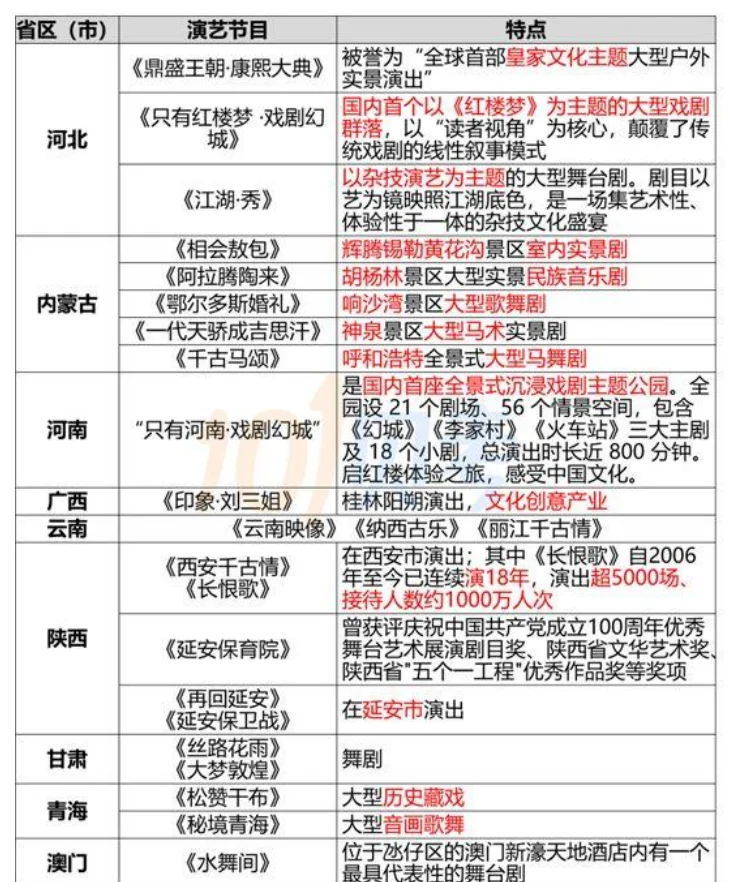 省区（市） 演艺节目 特点
河北
《鼎盛王朝·康熙大典》
被誉为“全球首部皇家文化主题大型户外
实景演出”
《只有红楼梦 ·戏剧幻
城》
国内首个以《红楼梦》为主题的大型戏剧
群落，以“读者视角”为核心，颠覆了传
统戏剧的线性叙事模式
《江湖·秀》
以杂技演艺为主题的大型舞台剧。剧目以
艺为镜映照江湖底色，是一场集艺术性、
体验性于一体的杂技文化盛宴
内蒙古
《相会敖包》 辉腾锡勒黄花沟景区室内实景剧
《阿拉腾陶来》 胡杨林景区大型实景民族音乐剧
《鄂尔多斯婚礼》 响沙湾景区大型歌舞剧
《一代天骄成吉思汗》 神泉景区大型马术实景剧
《千古马颂》 呼和浩特全景式大型马舞剧
河南
“只有河南·戏剧幻城”
是国内首座全景式沉浸戏剧主题公园。全
园设 21 个剧场、56 个情景空间，包含
《幻城》《李家村》《火车站》三大主剧
及 18 个小剧，总演出时长近 800 分钟。
启红楼体验之旅，感受中国文化。
广西 《印象·刘三姐》 桂林阳朔演出，文化创意产业
云南 《云南映像》《纳西古乐》《丽江千古情》
陕西
《西安千古情》
《长恨歌》
在西安市演出；其中《长恨歌》自2006
年至今已连续演18年，演出超5000场、
接待人数约1000万人次
《延安保育院》
曾获评庆祝中国共产党成立100周年优秀
舞台艺术展演剧目奖、陕西省文华艺术奖、
陕西省"五个一工程"优秀作品奖等奖项
《再回延安》
《延安保卫战》
在延安市演出
甘肃
《丝路花雨》
《大梦敦煌》
舞剧
青海
《松赞干布》 大型历史藏戏
《秘境青海》 大型音画歌舞
澳门
《水舞间》
位于氹仔区的澳门新濠天地酒店内有一个
最具代表性的舞台剧